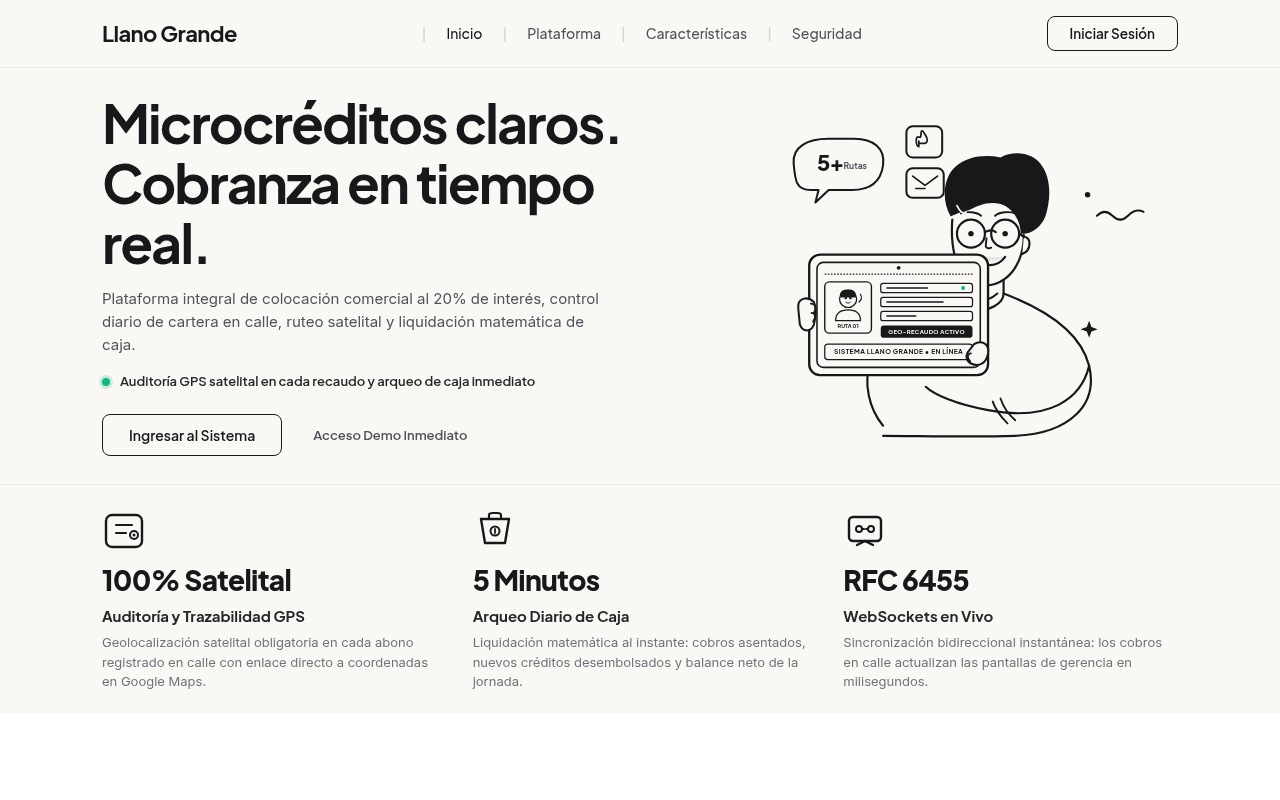 Llano Grande
Inicio
Plataforma
Características
Seguridad
Iniciar Sesión
Microcréditos claros.
Cobranza en tiempo
real.
Plataforma integral de colocación comercial al 20% de interés, control
diario de cartera en calle, ruteo satelital y liquidación matemática de
caja.
Auditoría GPS satelital en cada recaudo y arqueo de caja inmediato
Ingresar al Sistema
Acceso Demo Inmediato
5+ Rutas
RUTA 01
GEO-RECAUDO ACTIVO
SISTEMA LLANO GRANDE ● EN LÍNEA
100% Satelital
Auditoría y Trazabilidad GPS
Geolocalización satelital obligatoria en cada abono
registrado en calle con enlace directo a coordenadas
en Google Maps.
5 Minutos
Arqueo Diario de Caja
Liquidación matemática al instante: cobros asentados,
nuevos créditos desembolsados y balance neto de la
jornada.
RFC 6455
WebSockets en Vivo
Sincronización bidireccional instantánea: los cobros
en calle actualizan las pantallas de gerencia en
milisegundos.